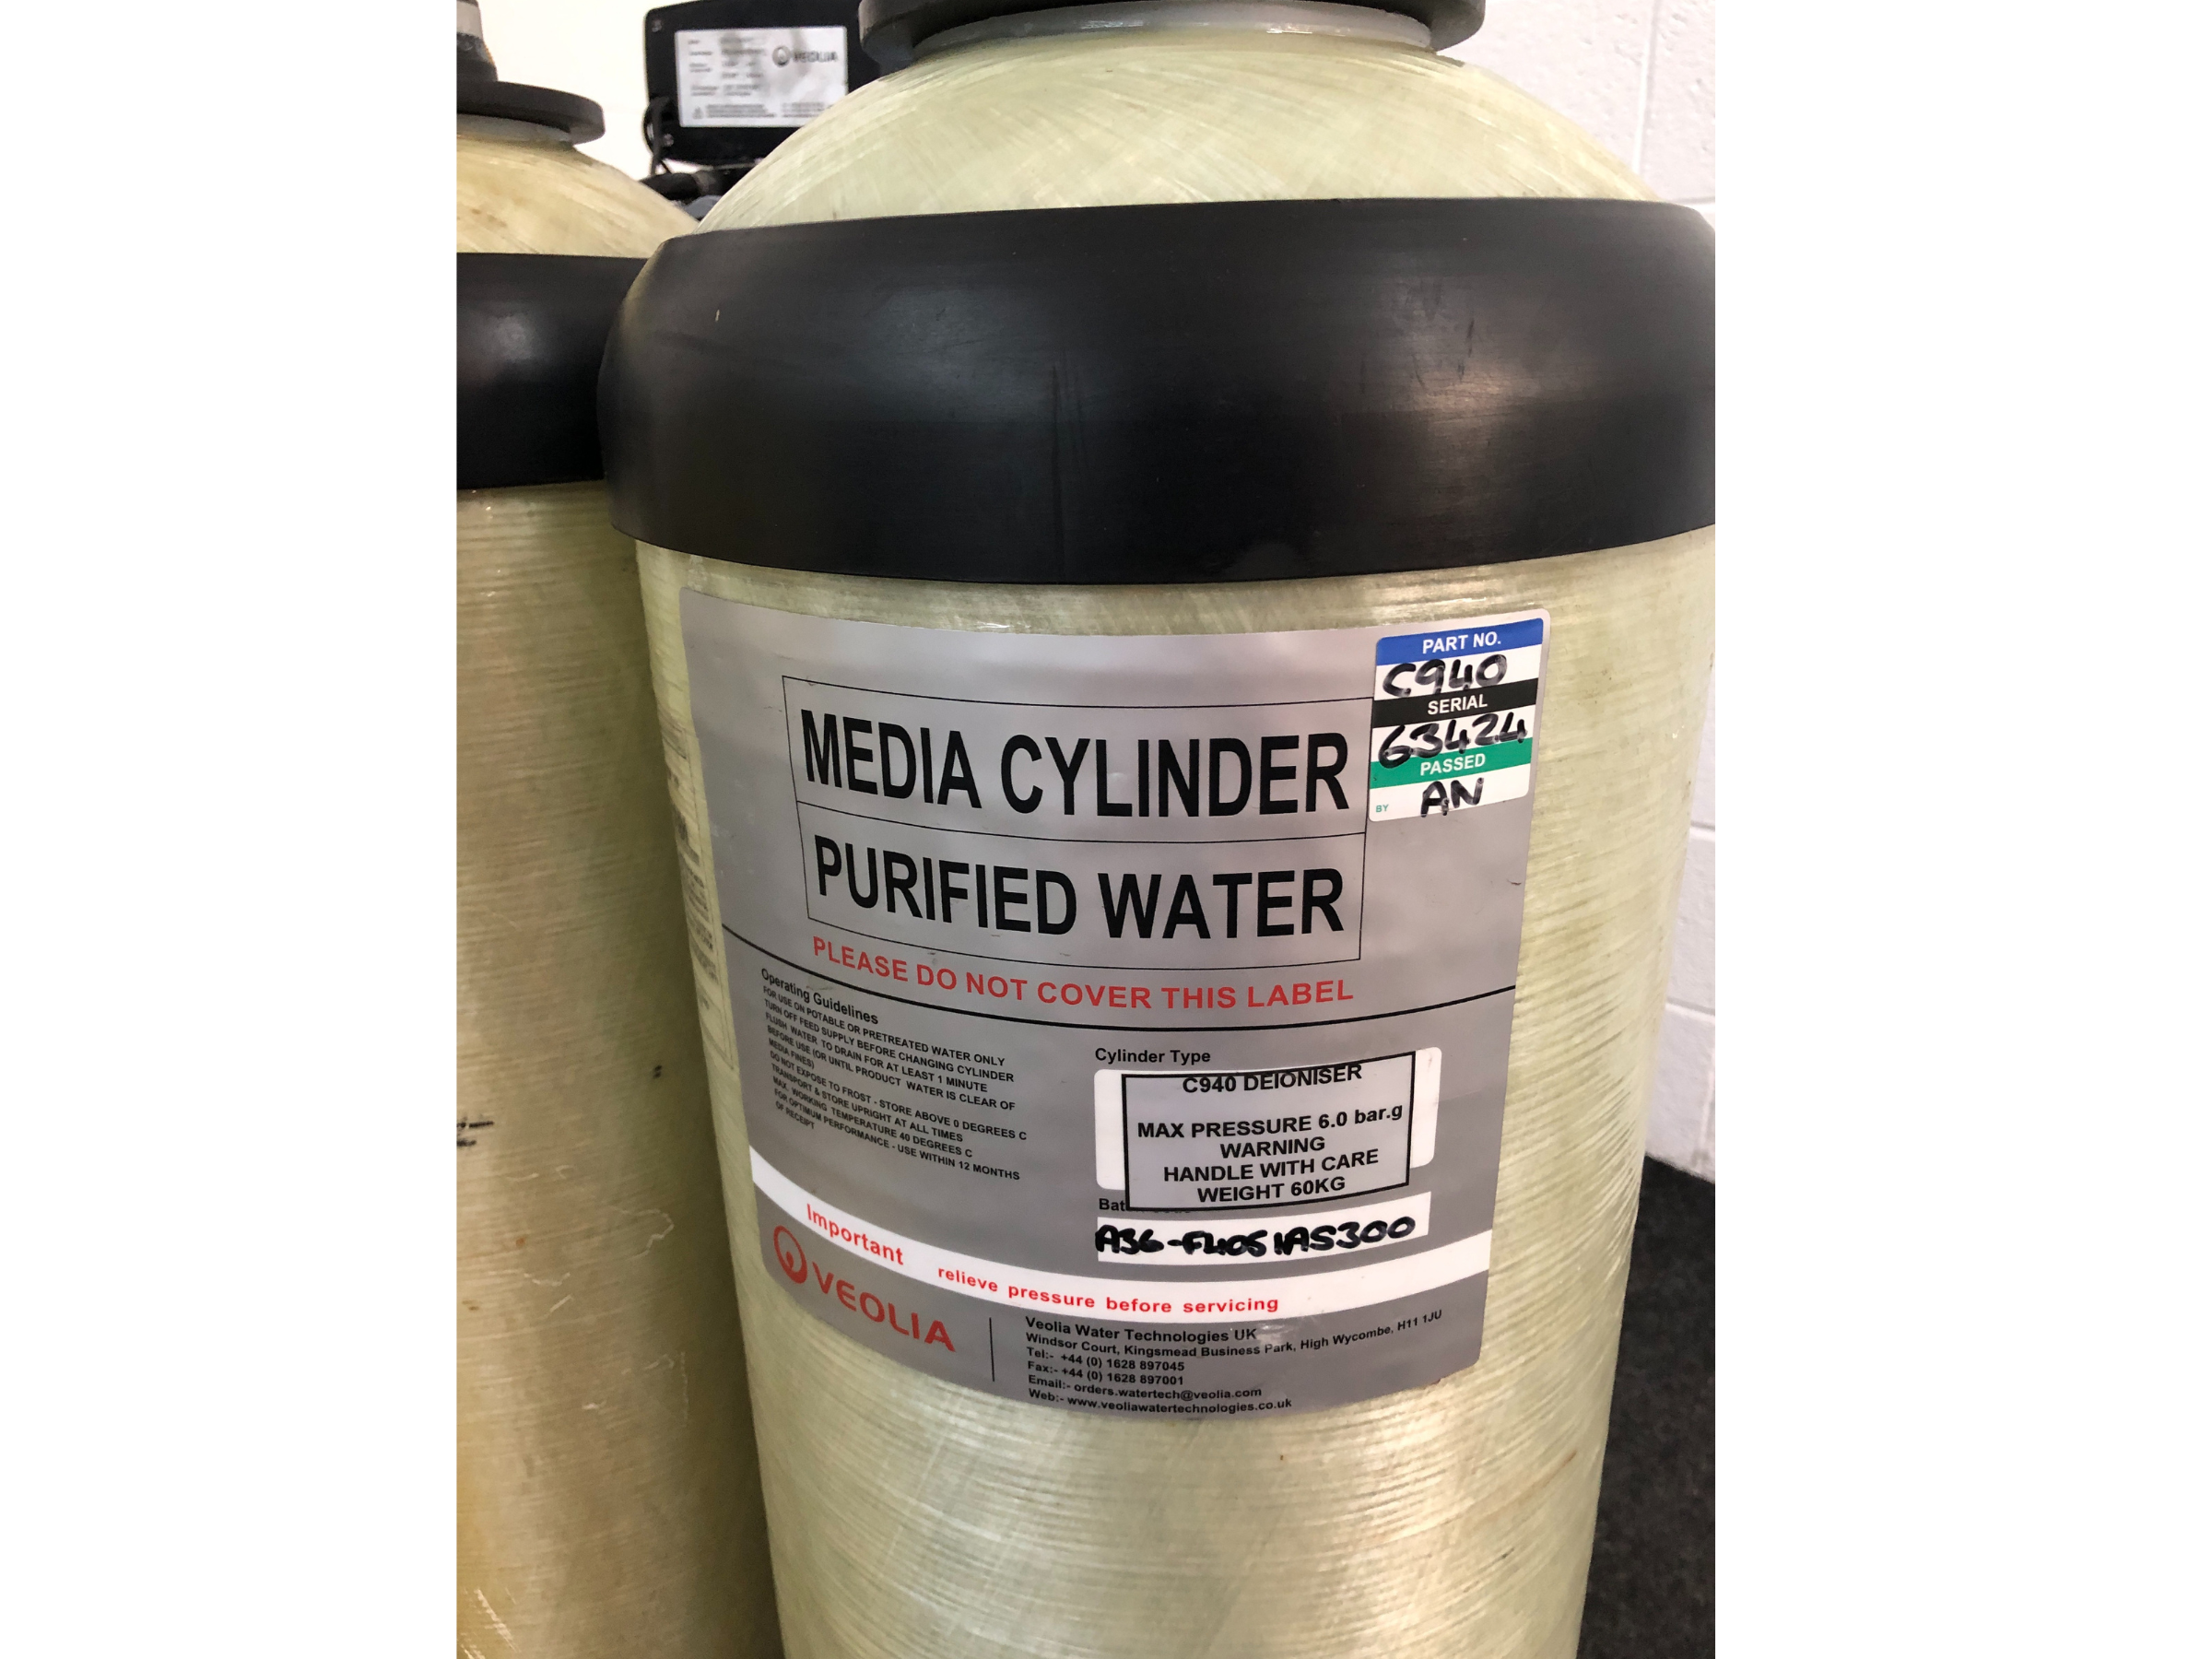 VEOLIA
PART NO.
C940
SERIAL
63424
PASSED
BY AN
MEDIA CYLINDER
PURIFIED WATER
PLEASE DO NOT COVER THIS LABEL
Operating Guidelines
FOR USE ON POTABLE OR PRETREATED WATER ONLY
TURN OFF FEED SUPPLY BEFORE CHANGING CYLINDER
FLUSH WATER TO DRAIN FOR AT LEAST 1 MINUTE
BEFORE USE (OR UNTIL PRODUCT WATER IS CLEAR OF
MEDIA FINES)
DO NOT EXPOSE TO FROST - STORE ABOVE 0 DEGREES C
TRANSPORT & STORE UPRIGHT AT ALL TIMES
MAX. WORKING TEMPERATURE 40 DEGREES C
FOR OPTIMUM PERFORMANCE - USE WITHIN 12 MONTHS
OF RECEIPT
Cylinder Type
C940 DEIONISER
MAX PRESSURE 6.0 bar.g
WARNING
HANDLE WITH CARE
WEIGHT 60KG
A36-F4051AS300
Important relieve pressure before servicing
VEOLIA
Veolia Water Technologies UK
Windsor Court, Kingsmead Business Park, High Wycombe, H11 1JU
Tel:- +44 (0) 1628 897045
Fax:- +44 (0) 1628 897001
Email:- orders.watertech@veolia.com
Web:- www.veoliawatertechnologies.co.uk